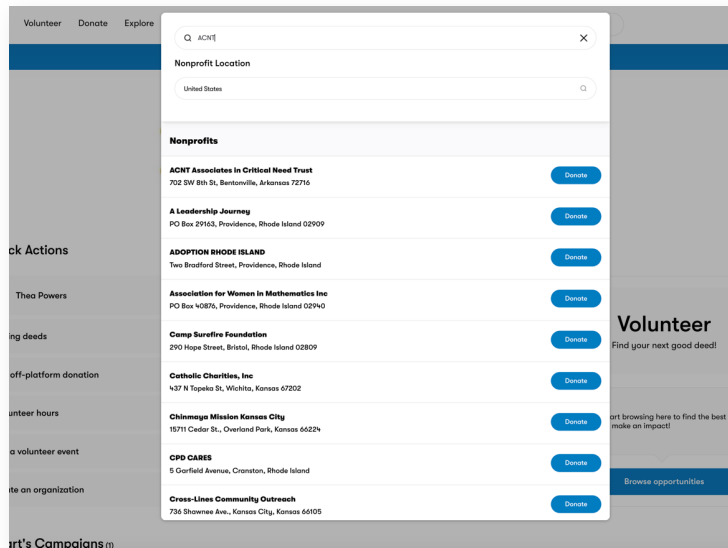 Volunteer Donate Explore
ACNT
Nonprofit Location
United States
Nonprofits
ACNT Associates in Critical Need Trust
702 SW 8th St, Bentonville, Arkansas 72716
Donate
A Leadership Journey
PO Box 29163, Providence, Rhode Island 02909
Donate
ADOPTION RHODE ISLAND
Two Bradford Street, Providence, Rhode Island
Donate
Association for Women in Mathematics Inc
PO Box 40876, Providence, Rhode Island 02940
Donate
Camp Surefire Foundation
290 Hope Street, Bristol, Rhode Island 02809
Donate
Catholic Charities, Inc
437 N Topeka St, Wichita, Kansas 67202
Donate
Chinmaya Mission Kansas City
15711 Cedar St., Overland Park, Kansas 66224
Donate
CPD CARES
5 Garfield Avenue, Cranston, Rhode Island
Donate
Cross-Lines Community Outreach
736 Shawnee Ave., Kansas City, Kansas 66105
Donate
ck Actions
Thea Powers
ing deeds
off-platform donation
unteer hours
a volunteer event
te an organization
art's Campaigns (1)
Volunteer
Find your next good deed!
art browsing here to find the best
make an impact!
Browse opportunities